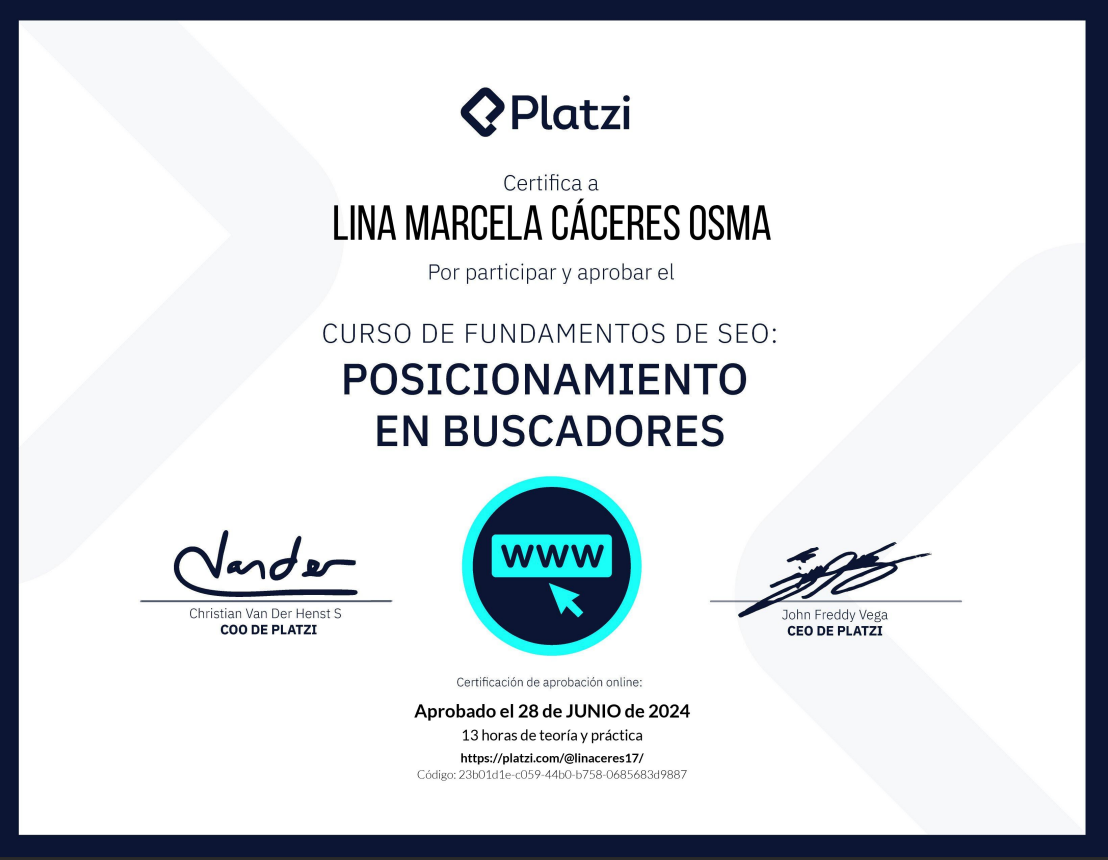 Platzi
Certifica a
LINA MARCELA CÁCERES OSMA
Por participar y aprobar el
CURSO DE FUNDAMENTOS DE SEO:
POSICIONAMIENTO
EN BUSCADORES
WWW
Vander
Christian Van Der Henst S
COO DE PLATZI
John Freddy Vega
CEO DE PLATZI
Certificación de aprobación online:
Aprobado el 28 de JUNIO de 2024
13 horas de teoría y práctica
https://platzi.com/@linaceres17/
Código: 23b01d1e-c059-44b0-b758-0685683d9887